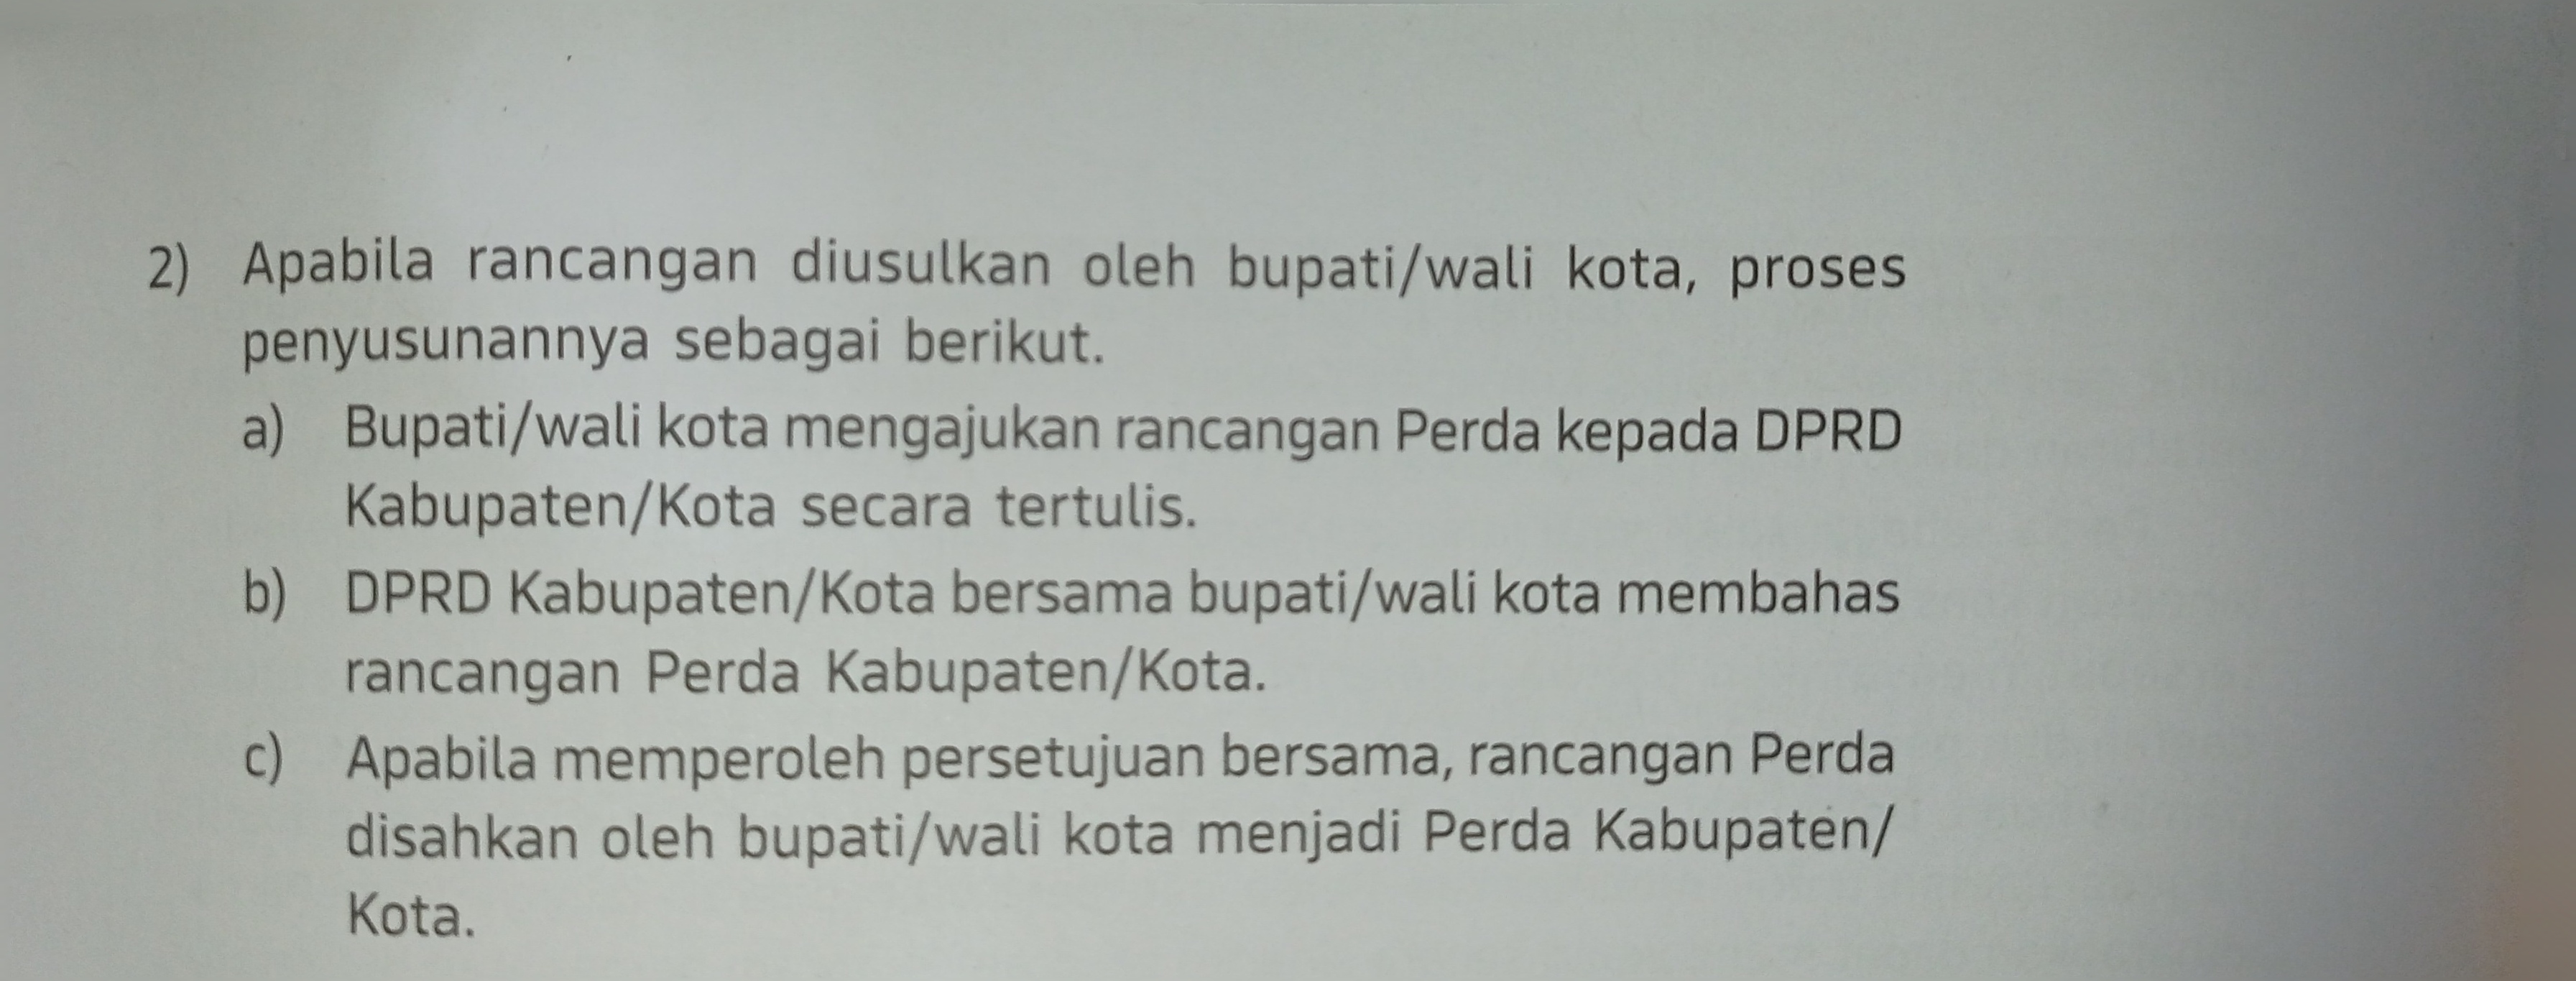 2) Apabila rancangan diusulkan oleh bupati/wali kota, proses
penyusunannya sebagai berikut.
a) Bupati/wali kota mengajukan rancangan Perda kepada DPRD
Kabupaten/Kota secara tertulis.
b) DPRD Kabupaten/Kota bersama bupati/wali kota membahas
rancangan Perda Kabupaten/Kota.
c) Apabila memperoleh persetujuan bersama, rancangan Perda
disahkan oleh bupati/wali kota menjadi Perda Kabupaten/
Kota.